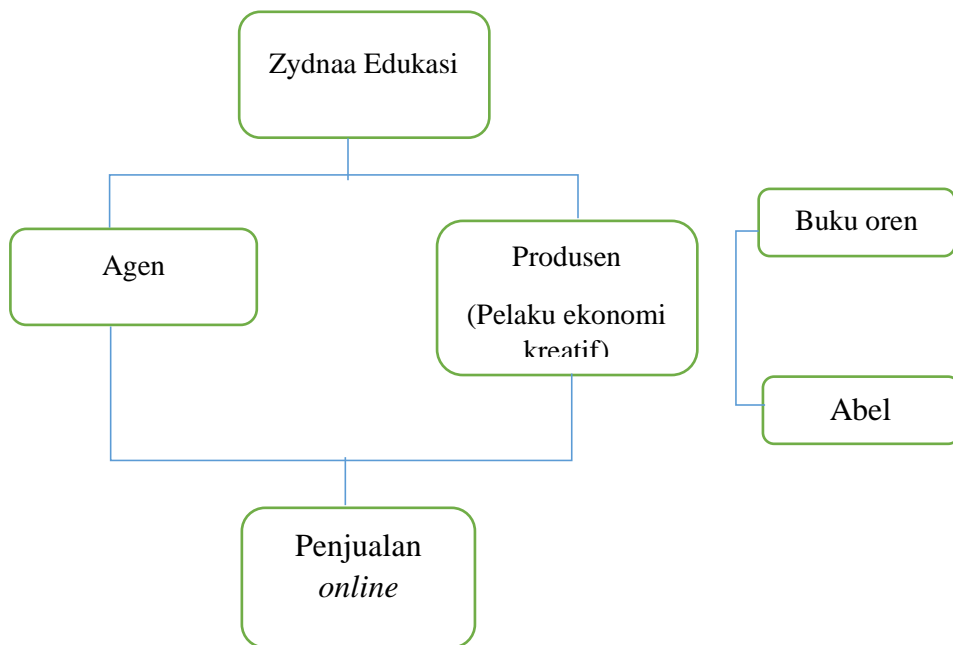 Zydnaa Edukasi
Agen
Produsen
(Pelaku ekonomi
kreatif)
Buku oren
Abel
Penjualan
online